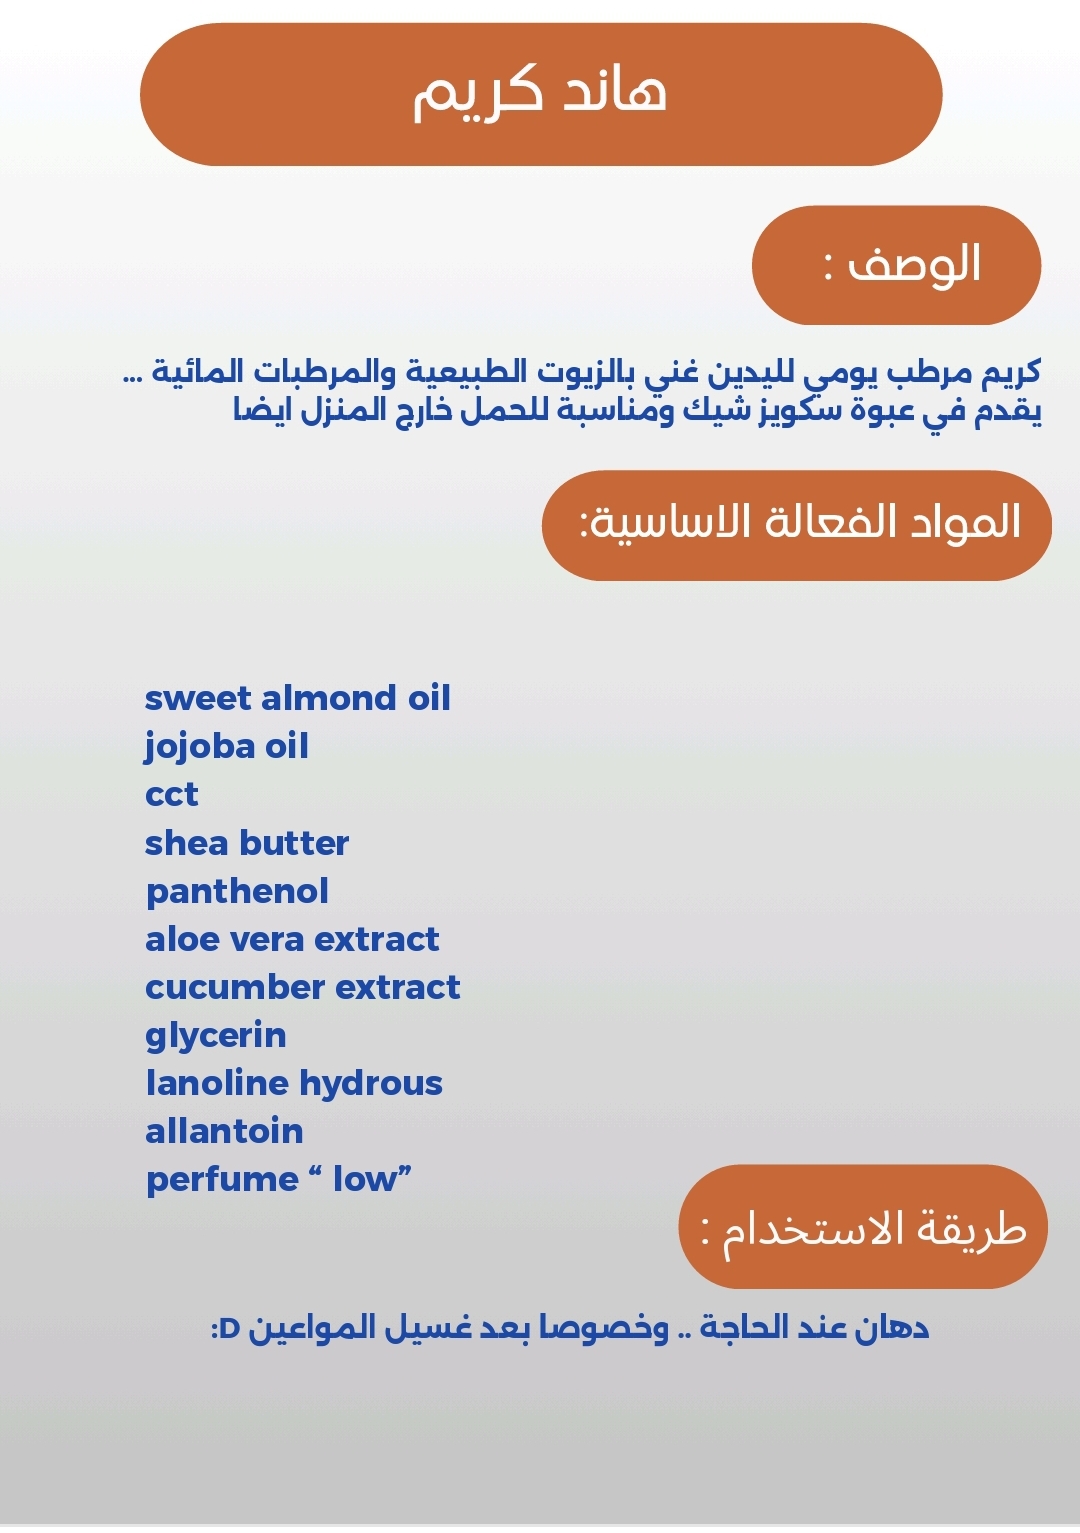 هاند كريم
الوصف :
كريم مرطب يومي لليدين غني بالزيوت الطبيعية والمرطبات المائية ...
يقدم في عبوة سكويز شيك ومناسبة للحمل خارج المنزل ايضا
المواد الفعالة الاساسية:
sweet almond oil
jojoba oil
cct
shea butter
panthenol
aloe vera extract
cucumber extract
glycerin
lanoline hydrous
allantoin
perfume “ low”
طريقة الاستخدام :
دهان عند الحاجة .. وخصوصا بعد غسيل المواعين D: